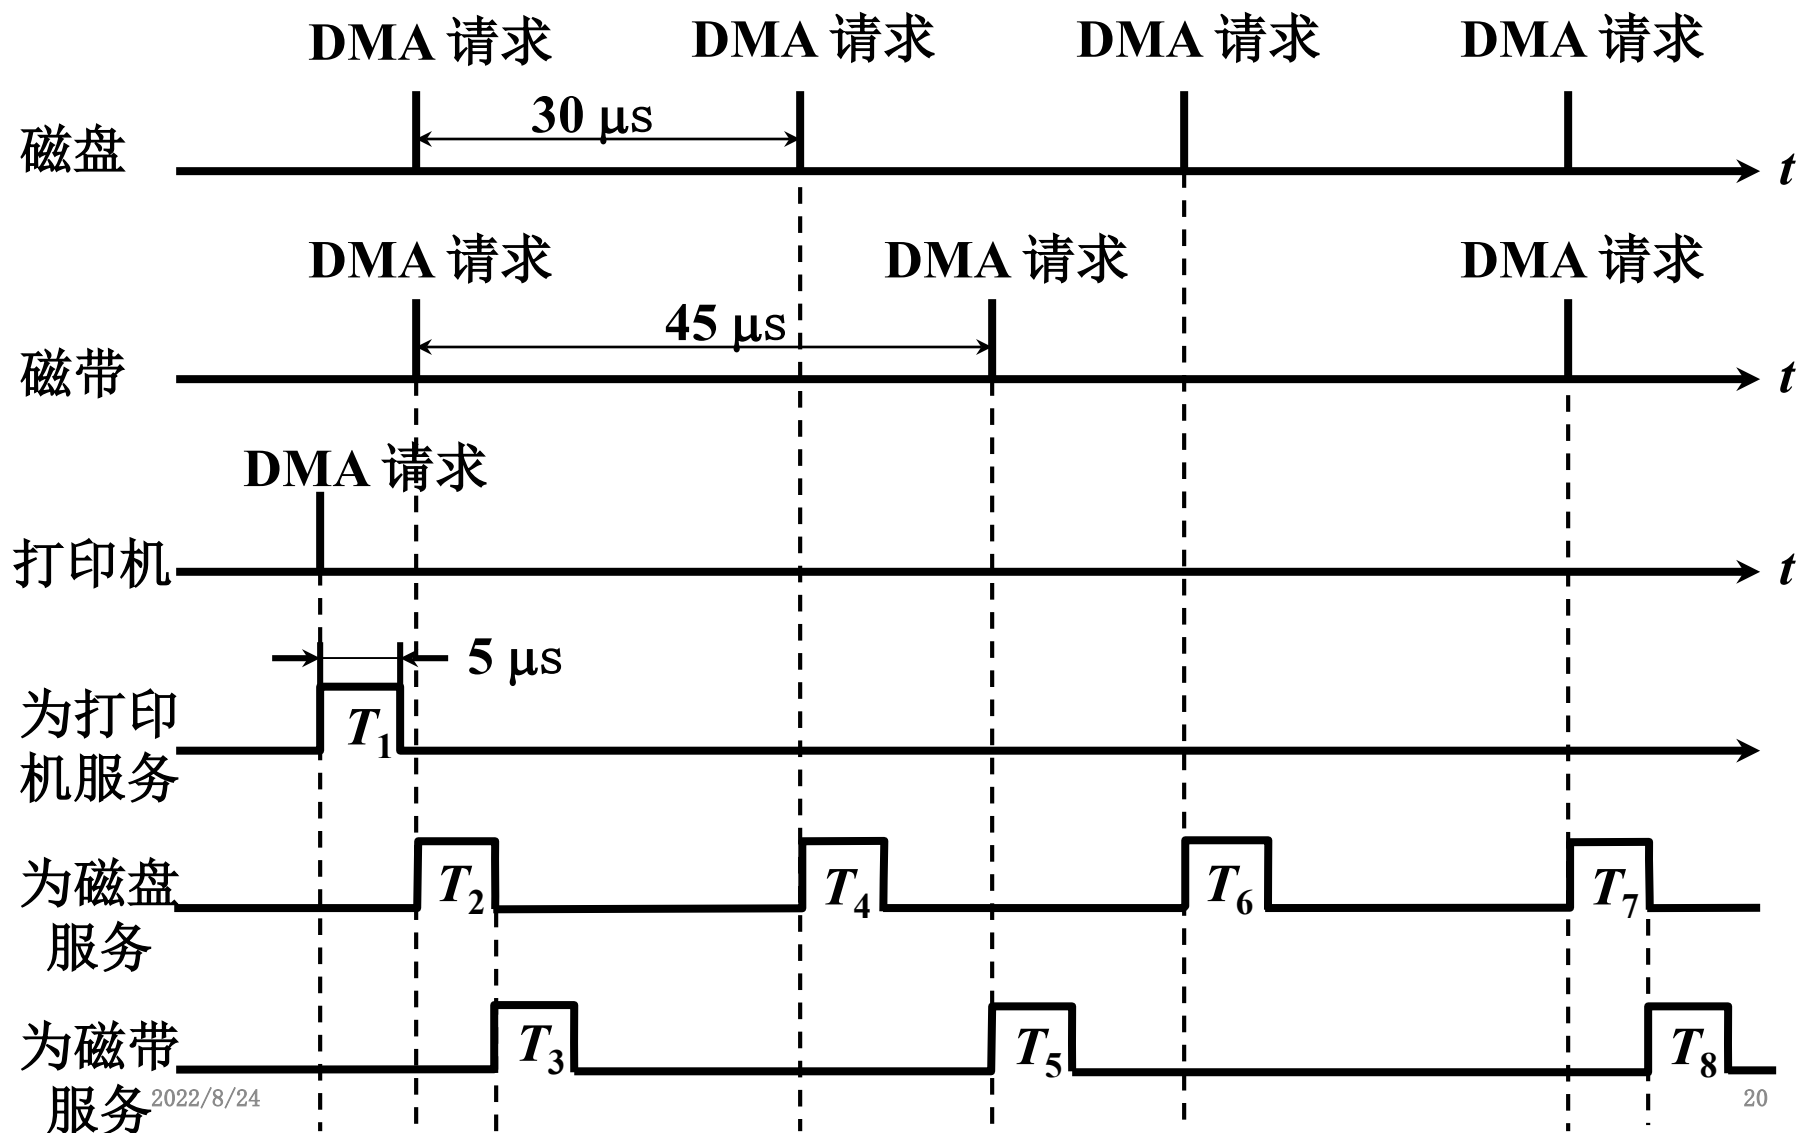 DMA 请求 DMA 请求 DMA 请求 DMA 请求
30 μs
磁盘 t
DMA 请求 DMA 请求 DMA 请求
45 μs
磁带 t
DMA 请求
打印机 t
5 μs
为打印
机服务
T1
为磁盘
服务
T2 T4 T6 T7
为磁带
服务
T3 T5 T8
2022/8/24 20